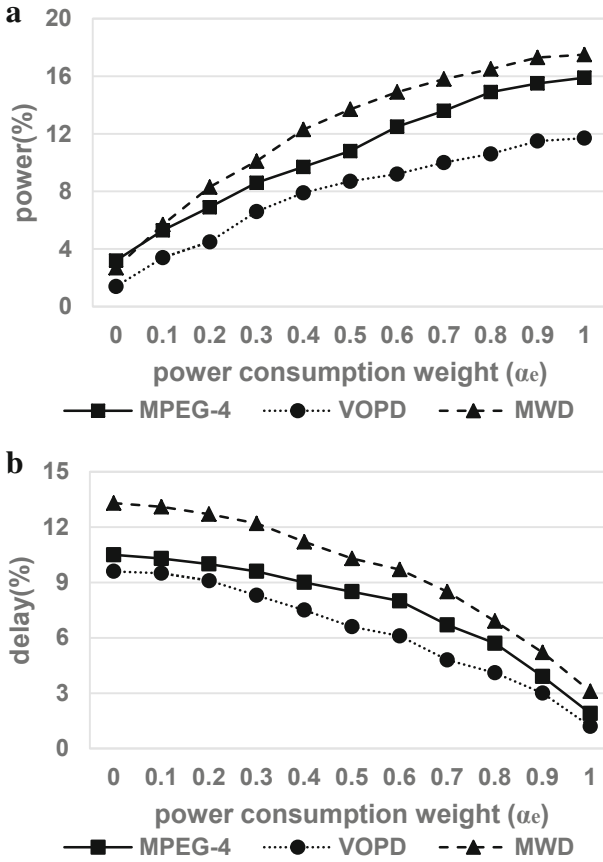 a
power(%)
20
16
12
8
4
0
0 0.1 0.2 0.3 0.4 0.5 0.6 0.7 0.8 0.9 1
power consumption weight (αe)
MPEG-4 VOPD MWD
b
delay(%)
15
12
9
6
3
0
0 0.1 0.2 0.3 0.4 0.5 0.6 0.7 0.8 0.9 1
power consumption weight (αe)
MPEG-4 VOPD MWD